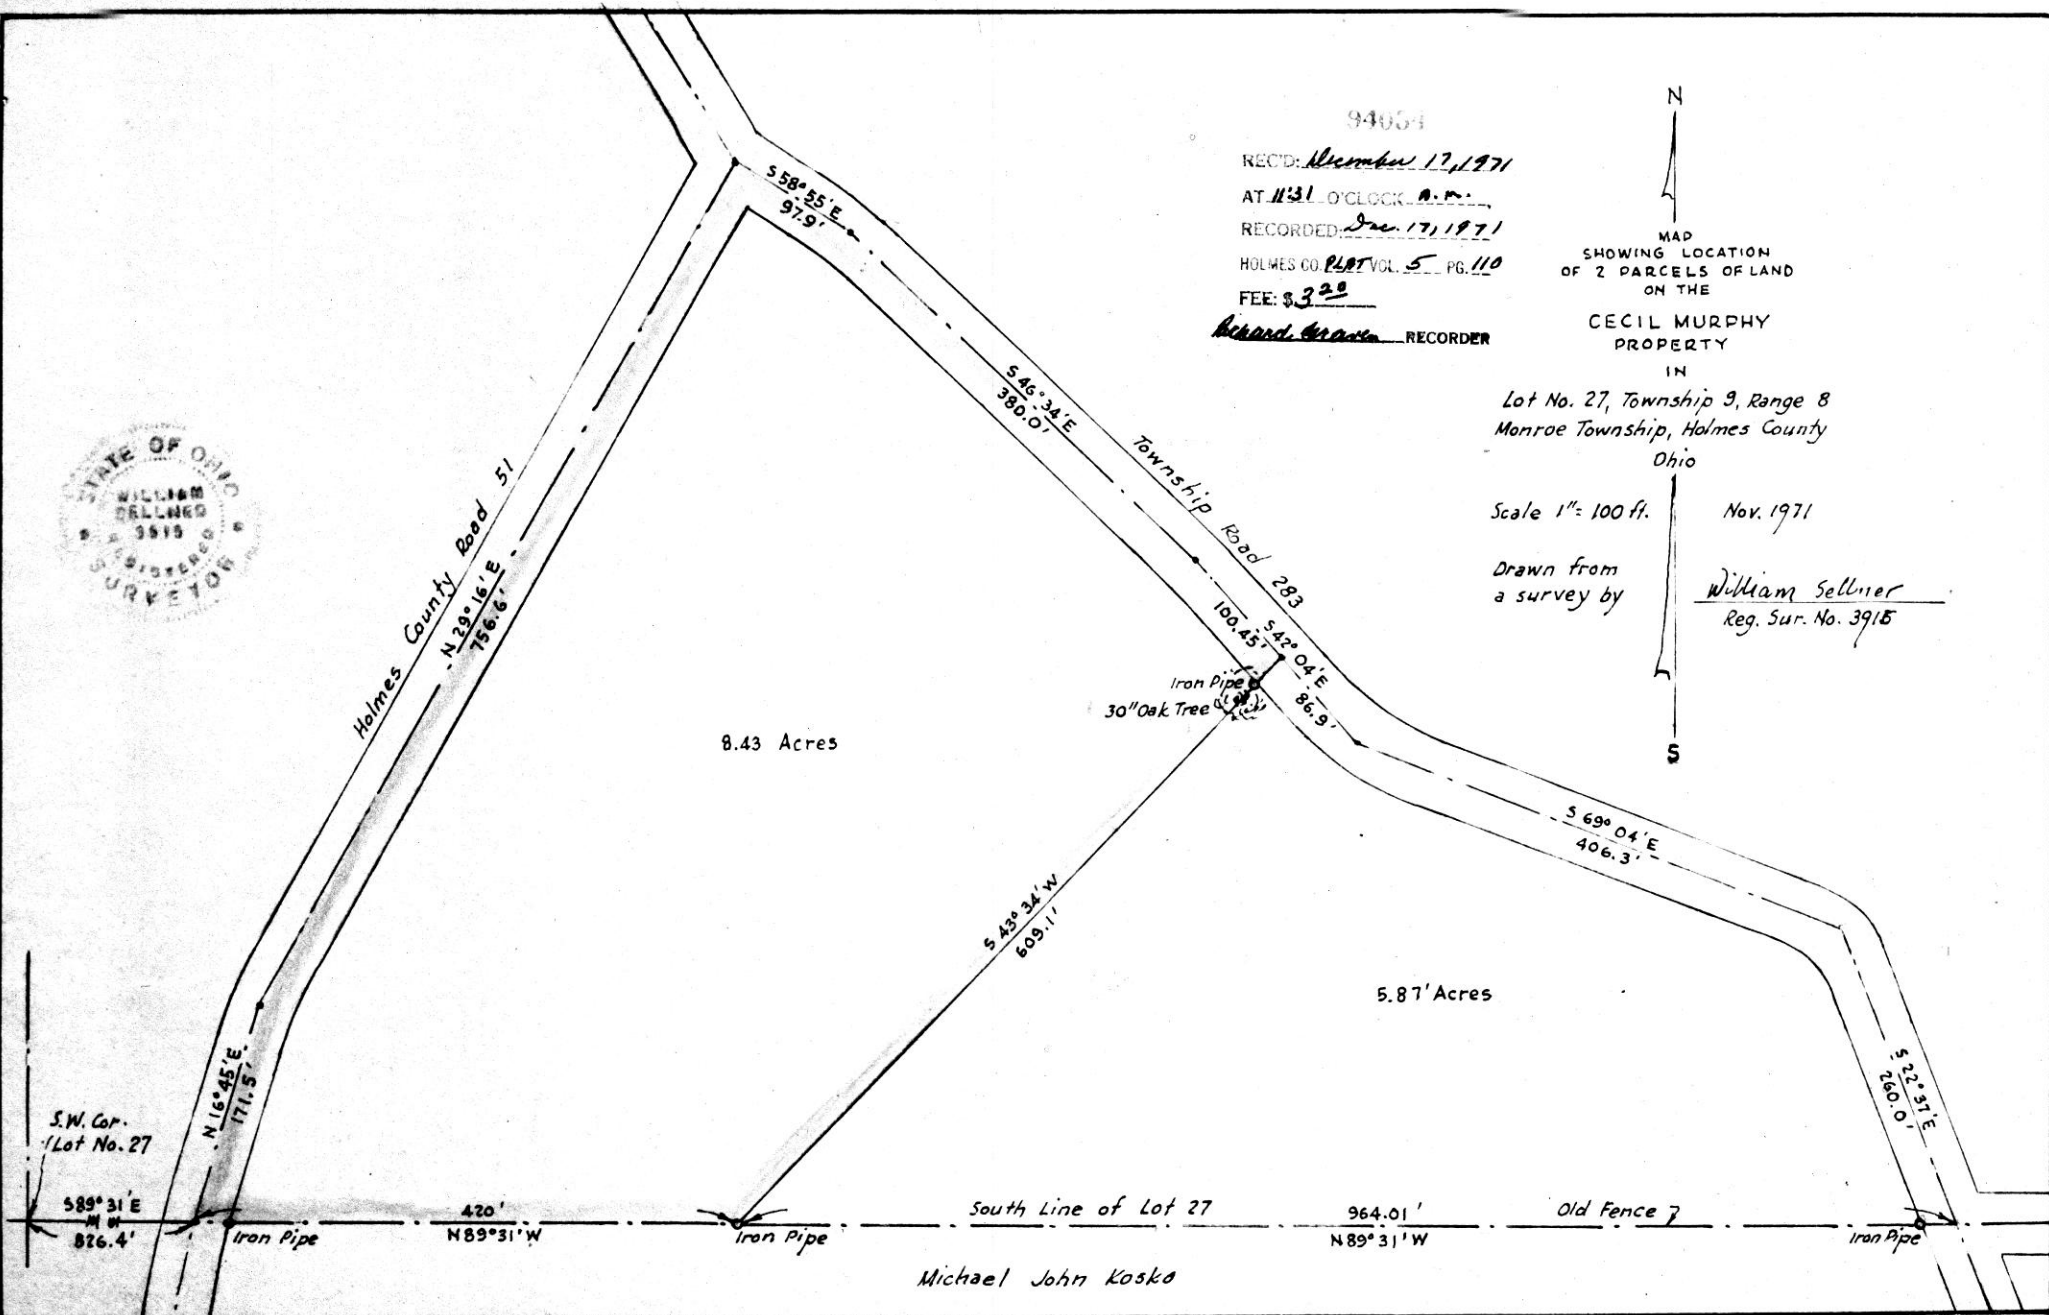 94054
REC'D: December 17, 1971
AT 11:31 O'CLOCK A.M.
RECORDED Dec. 17, 1971
HOLMES CO. PLAT VOL. 5 PG. 110
FEE: $3 20
RECORDER
N
MAP
SHOWING LOCATION
OF 2 PARCELS OF LAND
ON THE
CECIL MURPHY
PROPERTY
IN
Lot No. 27, Township 9, Range 8
Monroe Township, Holmes County
Ohio
Scale 1"= 100 ft.
Nov. 1971
Drawn from
a survey by
William Sellner
Reg. Sur. No. 3915
S
STATE OF OHIO
WILLIAM
SELLNER
REGISTERED
SURVEYOR
S 58° 55' E
97.9'
S 46° 34' E
380.0'
Township Road 283
Holmes County Road 51
N 29° 16' E
756.6'
100.45'
S 42° 04' E
86.9'
Iron Pipe
30" Oak Tree
8.43 Acres
S 69° 04' E
406.3'
S 43° 34' W
609.1'
5.87' Acres
N 16° 45' E
171.5'
S 22° 37' E
260.0'
S.W. Cor.
Lot No. 27
S89° 31' E
826.4'
Iron Pipe
420'
N89° 31' W
Iron Pipe
South Line of Lot 27
964.01'
N89° 31' W
Old Fence
Iron Pipe
Michael John Kosko